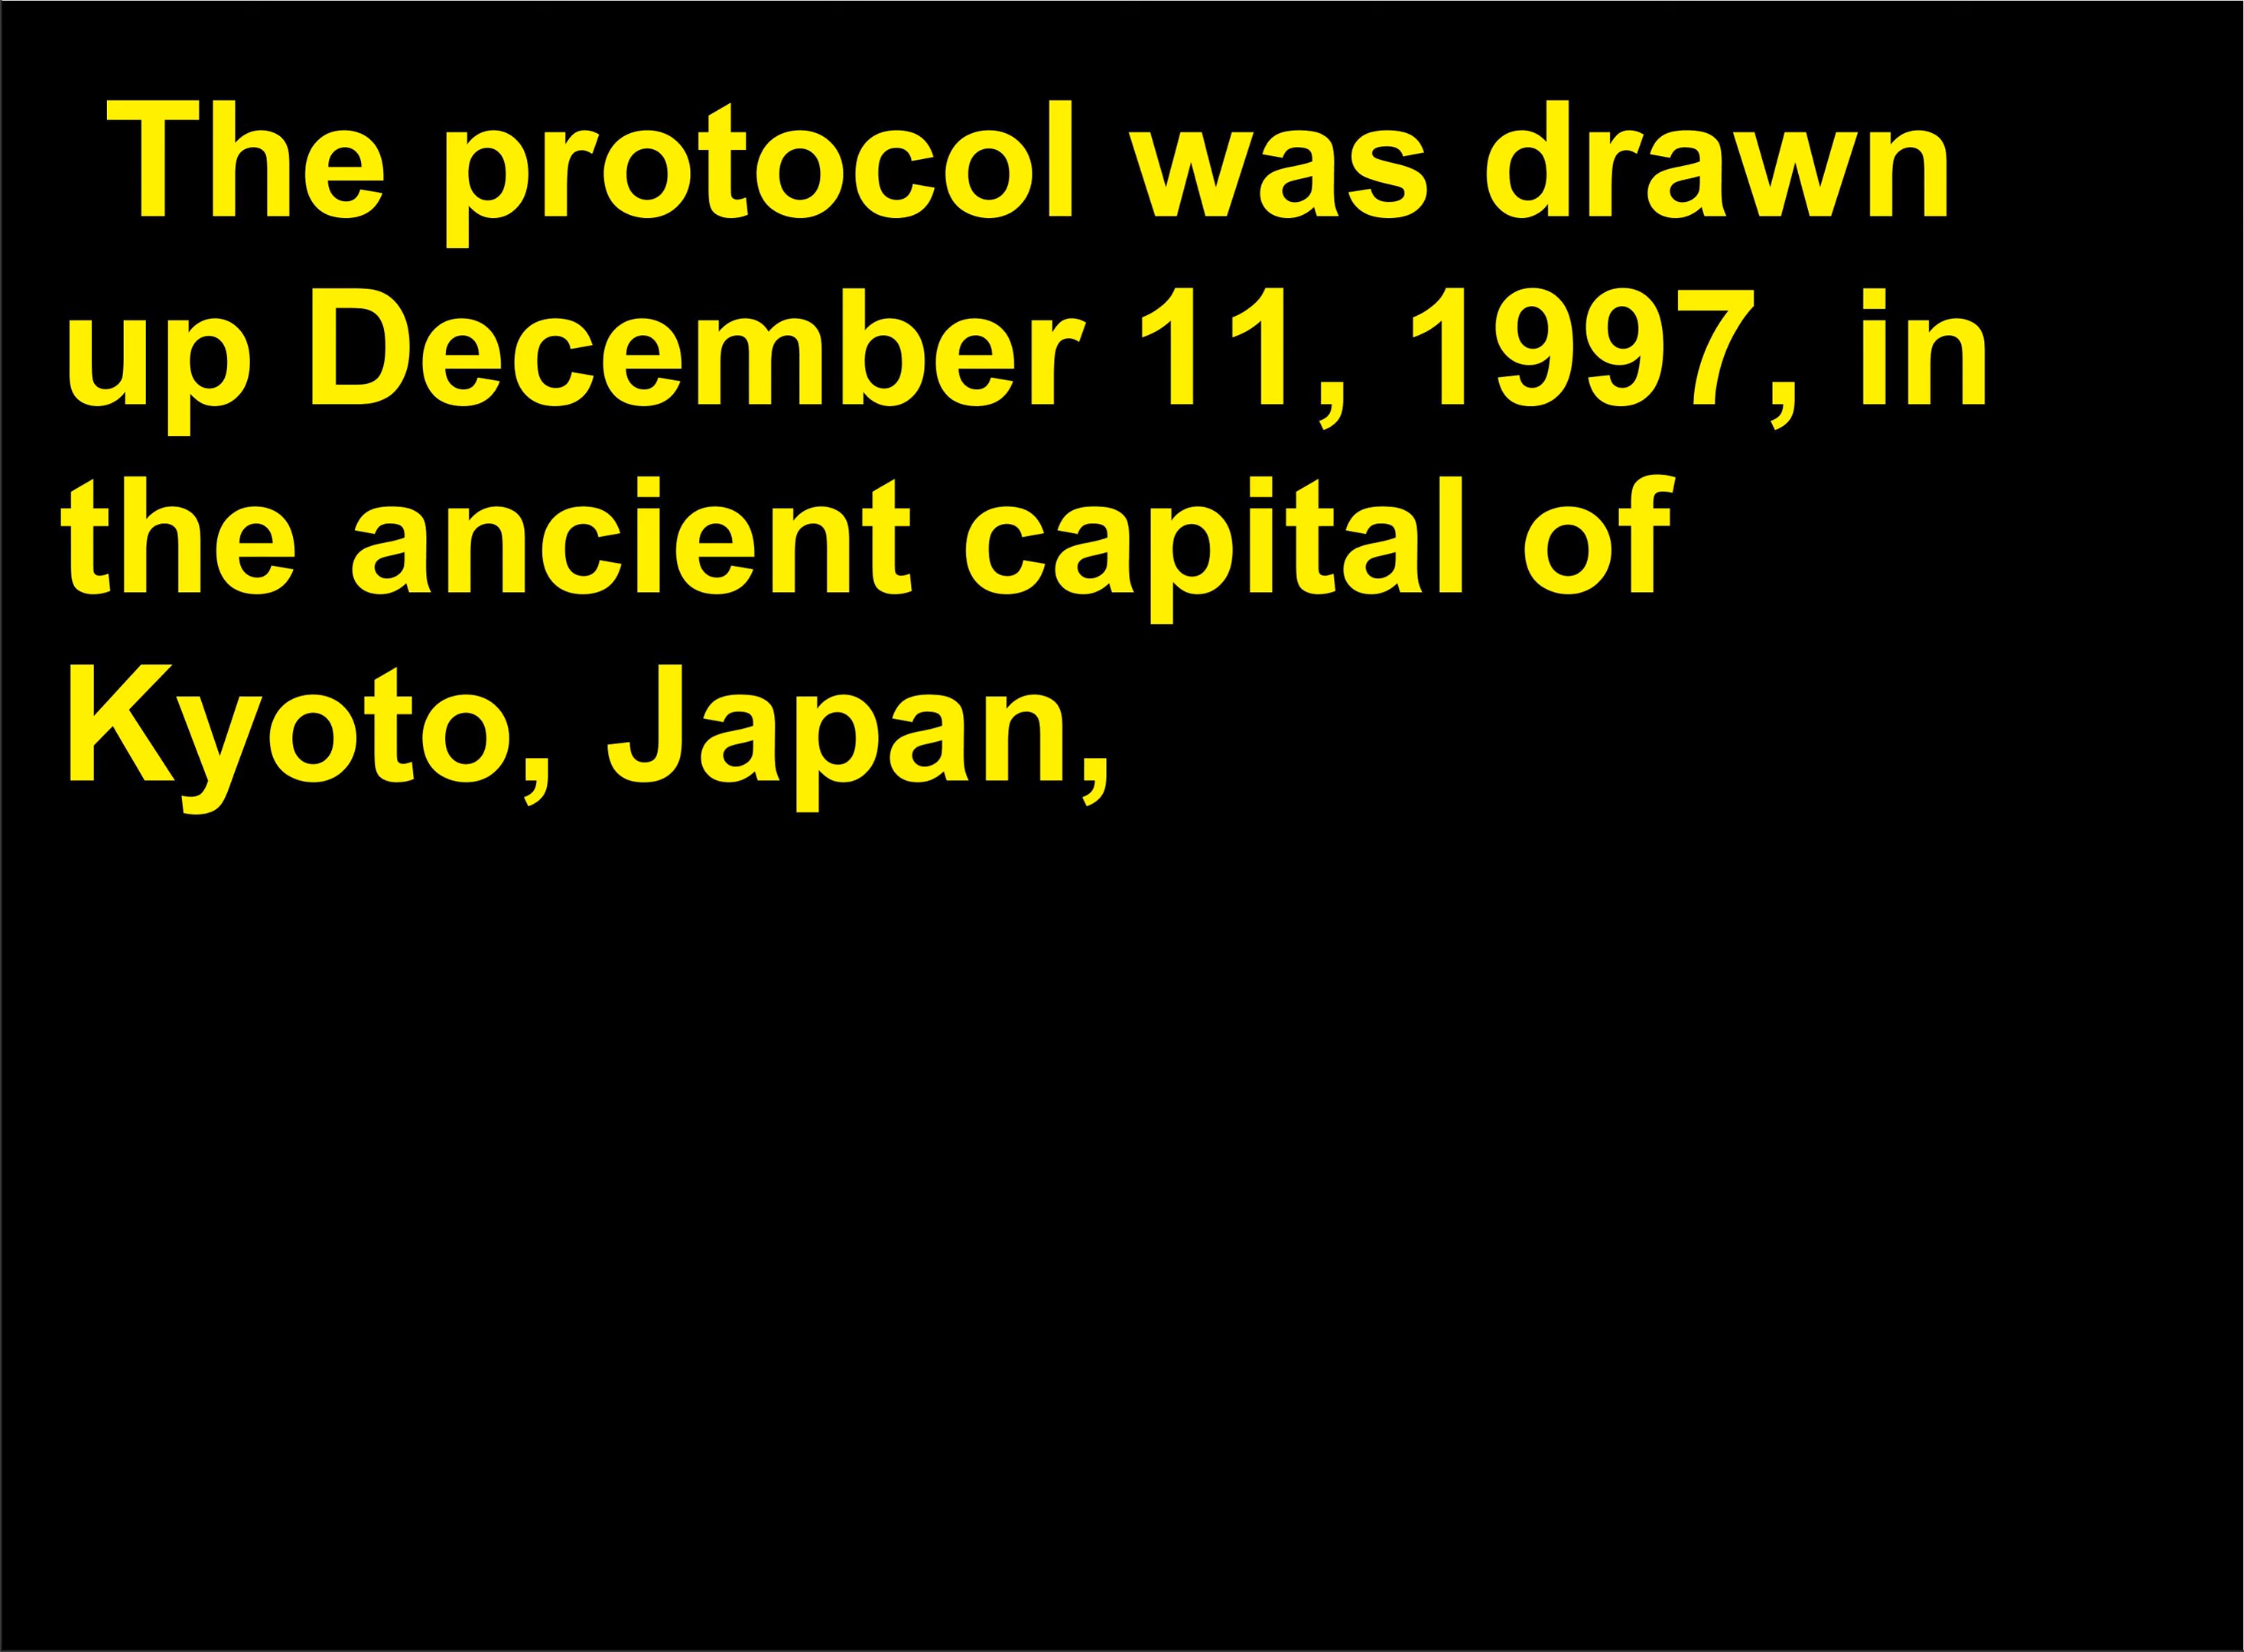 The protocol was drawn
up December 11, 1997, in
the ancient capital of
Kyoto, Japan,